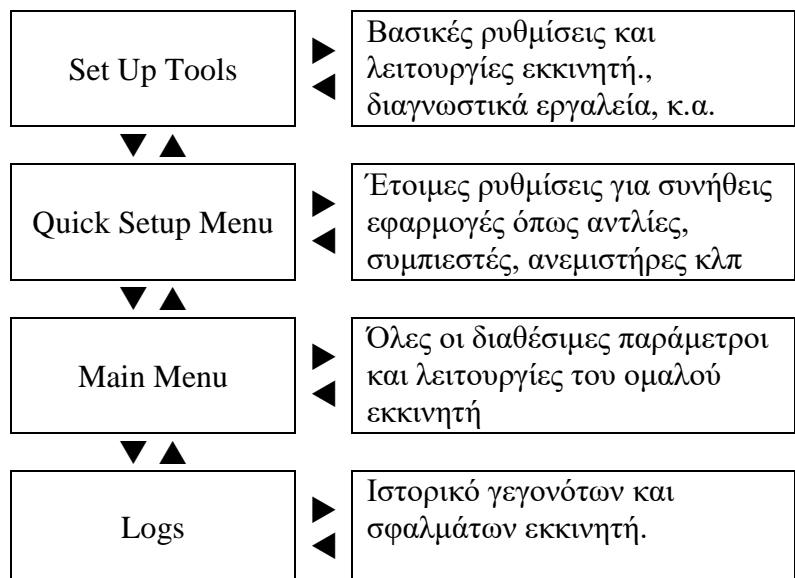 Set Up Tools
Βασικές ρυθμίσεις και
λειτουργίες εκκινητή.,
διαγνωστικά εργαλεία, κ.α.
Quick Setup Menu
Έτοιμες ρυθμίσεις για συνήθεις
εφαρμογές όπως αντλίες,
συμπιεστές, ανεμιστήρες κλπ
Main Menu
Όλες οι διαθέσιμες παράμετροι
και λειτουργίες του ομαλού
εκκινητή
Logs
Ιστορικό γεγονότων και
σφαλμάτων εκκινητή.